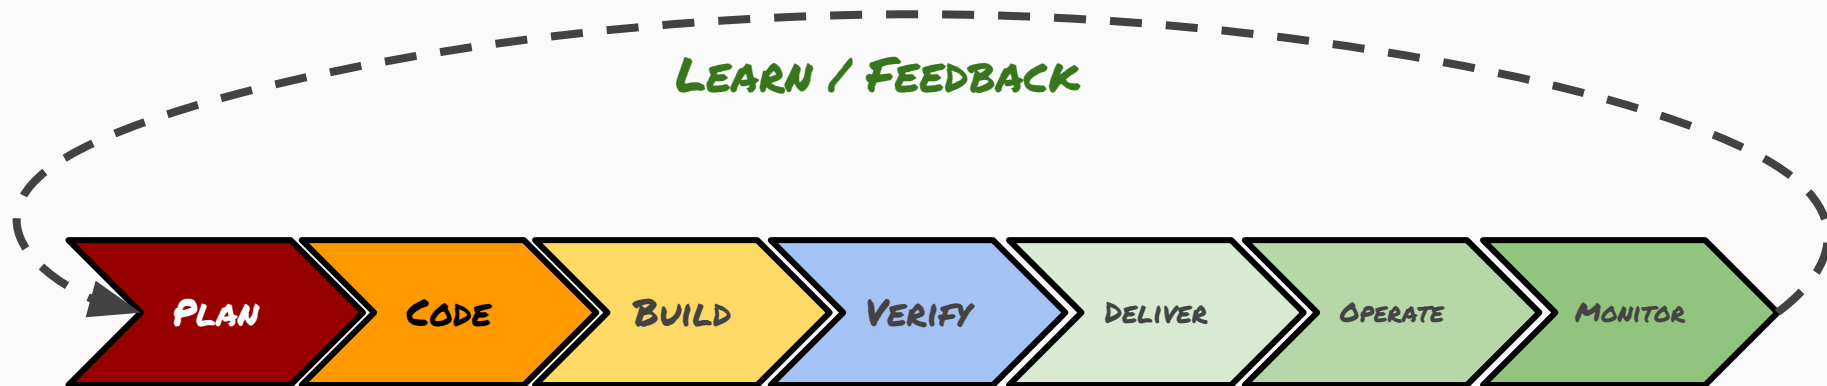 Learn / Feedback
Plan
Code
Build
Verify
Deliver
Operate
Monitor